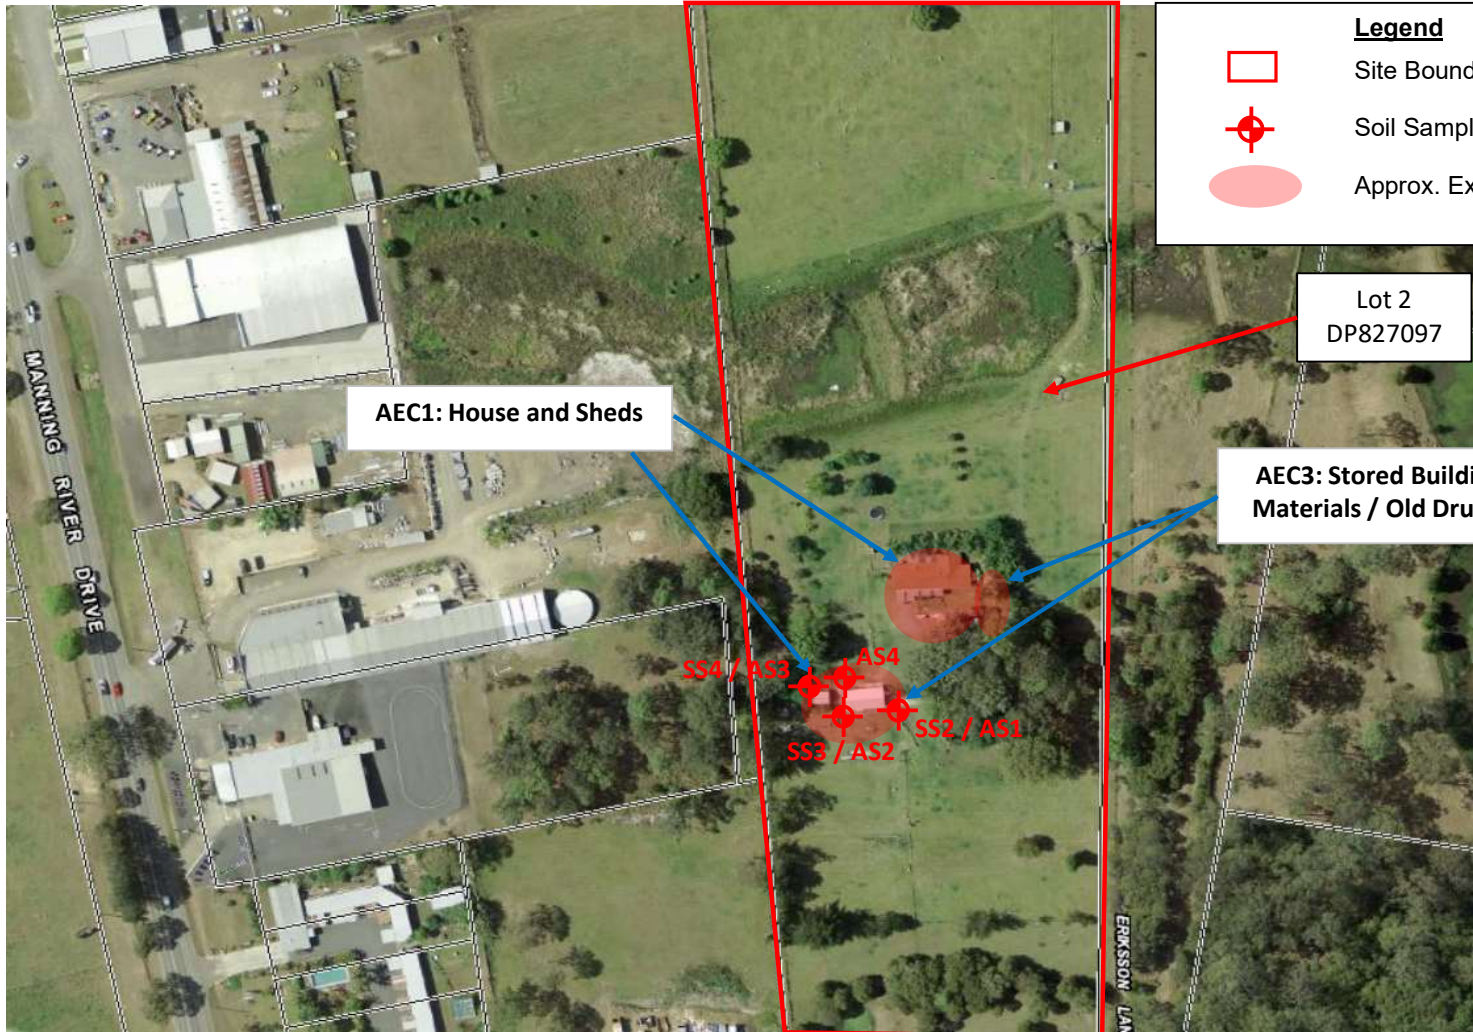 Legend
Site Bound
Soil Sampl
Approx. Ex
Lot 2
DP827097
AEC1: House and Sheds
AEC3: Stored Buildi
Materials / Old Dru
MANNING RIVER DRIVE
SS4 / AS3
AS4
SS2 / AS1
SS3 / AS2
ERIKSSON LAN